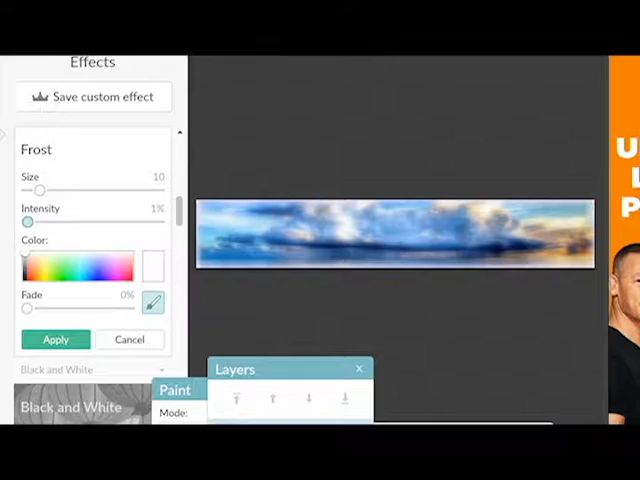 Effects
Save custom effect
Frost
Size 10
Intensity 1%
Color:
Fade 0%
Apply Cancel
Black and White
Black and White
Layers x
Paint
Mode:
U
L
P